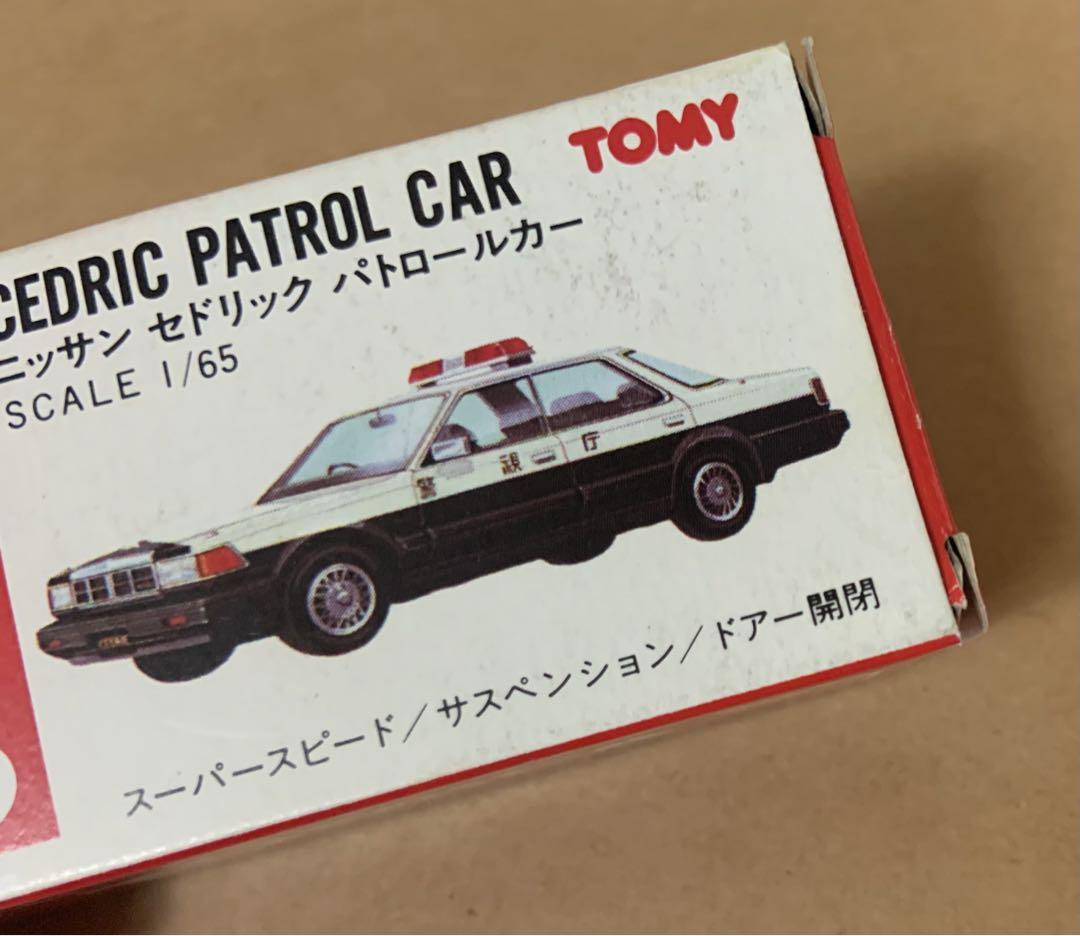 TOMY
CEDRIC PATROL CAR
ニッサン セドリック パトロールカー
SCALE 1/65
警視庁
スーパースピード/サスペンション/ドアー開閉